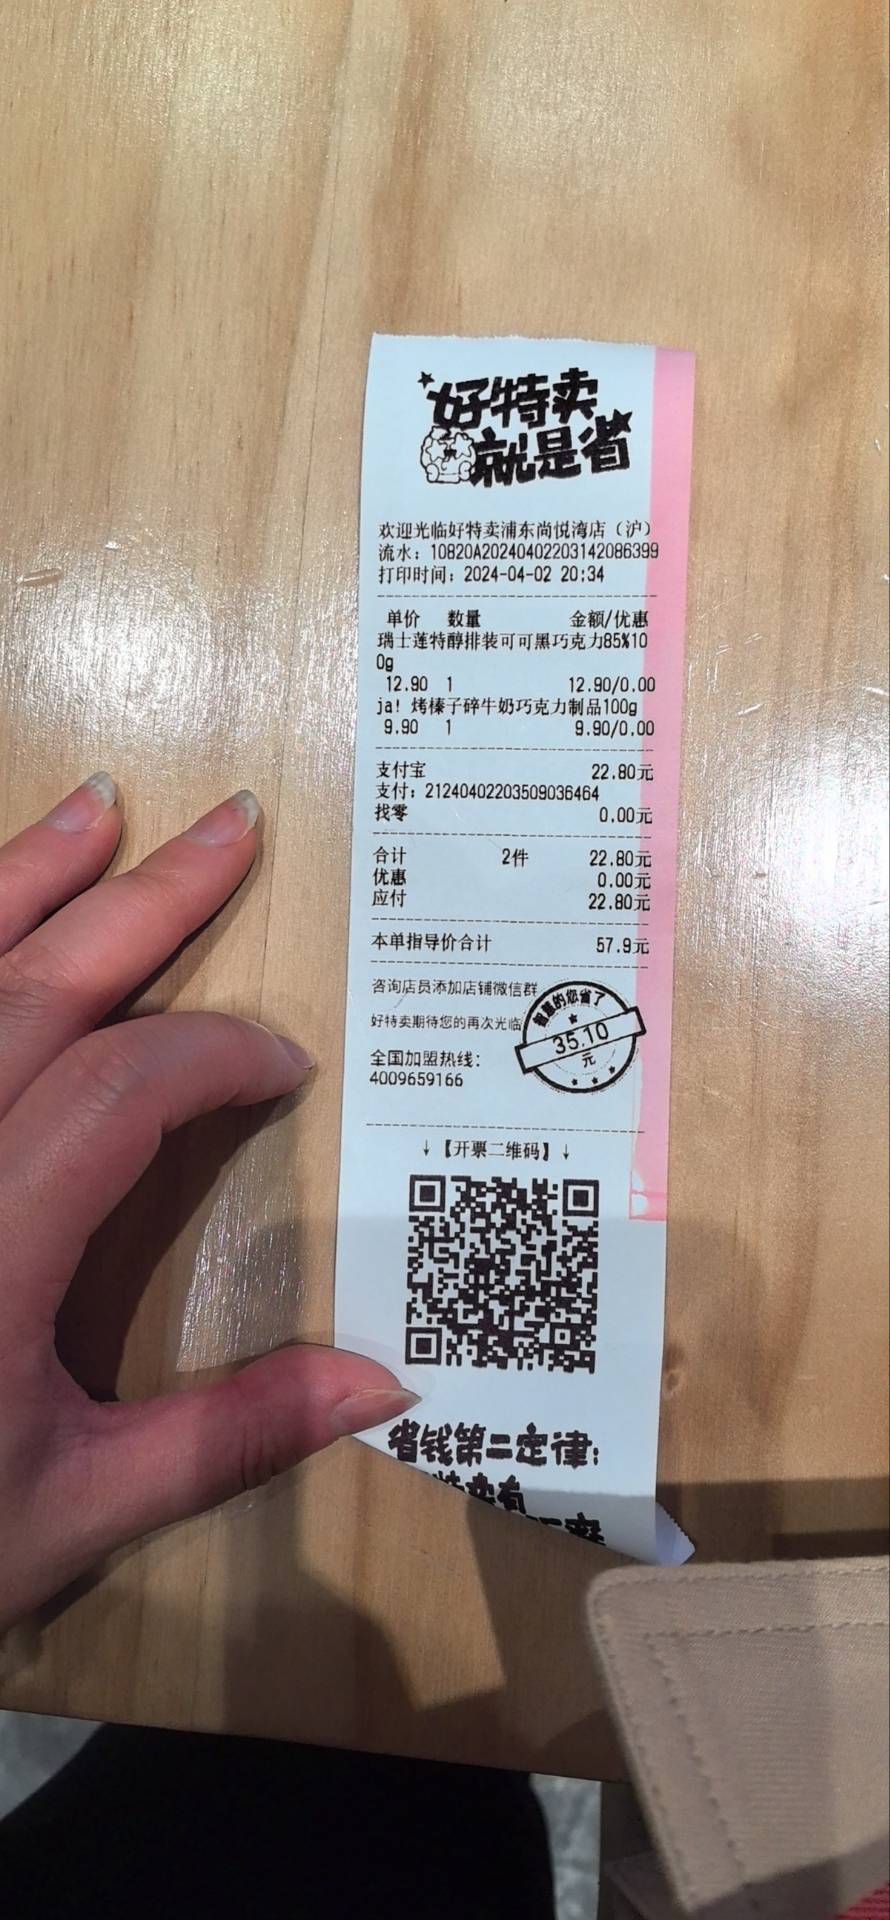 好特卖
就是省
欢迎光临好特卖浦东尚悦湾店（沪）
流水：10820A20240402203142086399
打印时间：2024-04-02 20:34
单价 数量 金额/优惠
瑞士莲特醇排装可可黑巧克力85%10
0g
12.90 1 12.90/0.00
ja! 烤榛子碎牛奶巧克力制品100g
9.90 1 9.90/0.00
支付宝 22.80元
支付：21240402203509036464
找零 0.00元
合计 2件 22.80元
优惠 0.00元
应付 22.80元
本单指导价合计 57.9元
咨询店员添加店铺微信群
好特卖期待您的再次光临
智慧的您省了
35.10
元
全国加盟热线：
4009659166
↓【开票二维码】↓
省钱第二定律：
特卖有